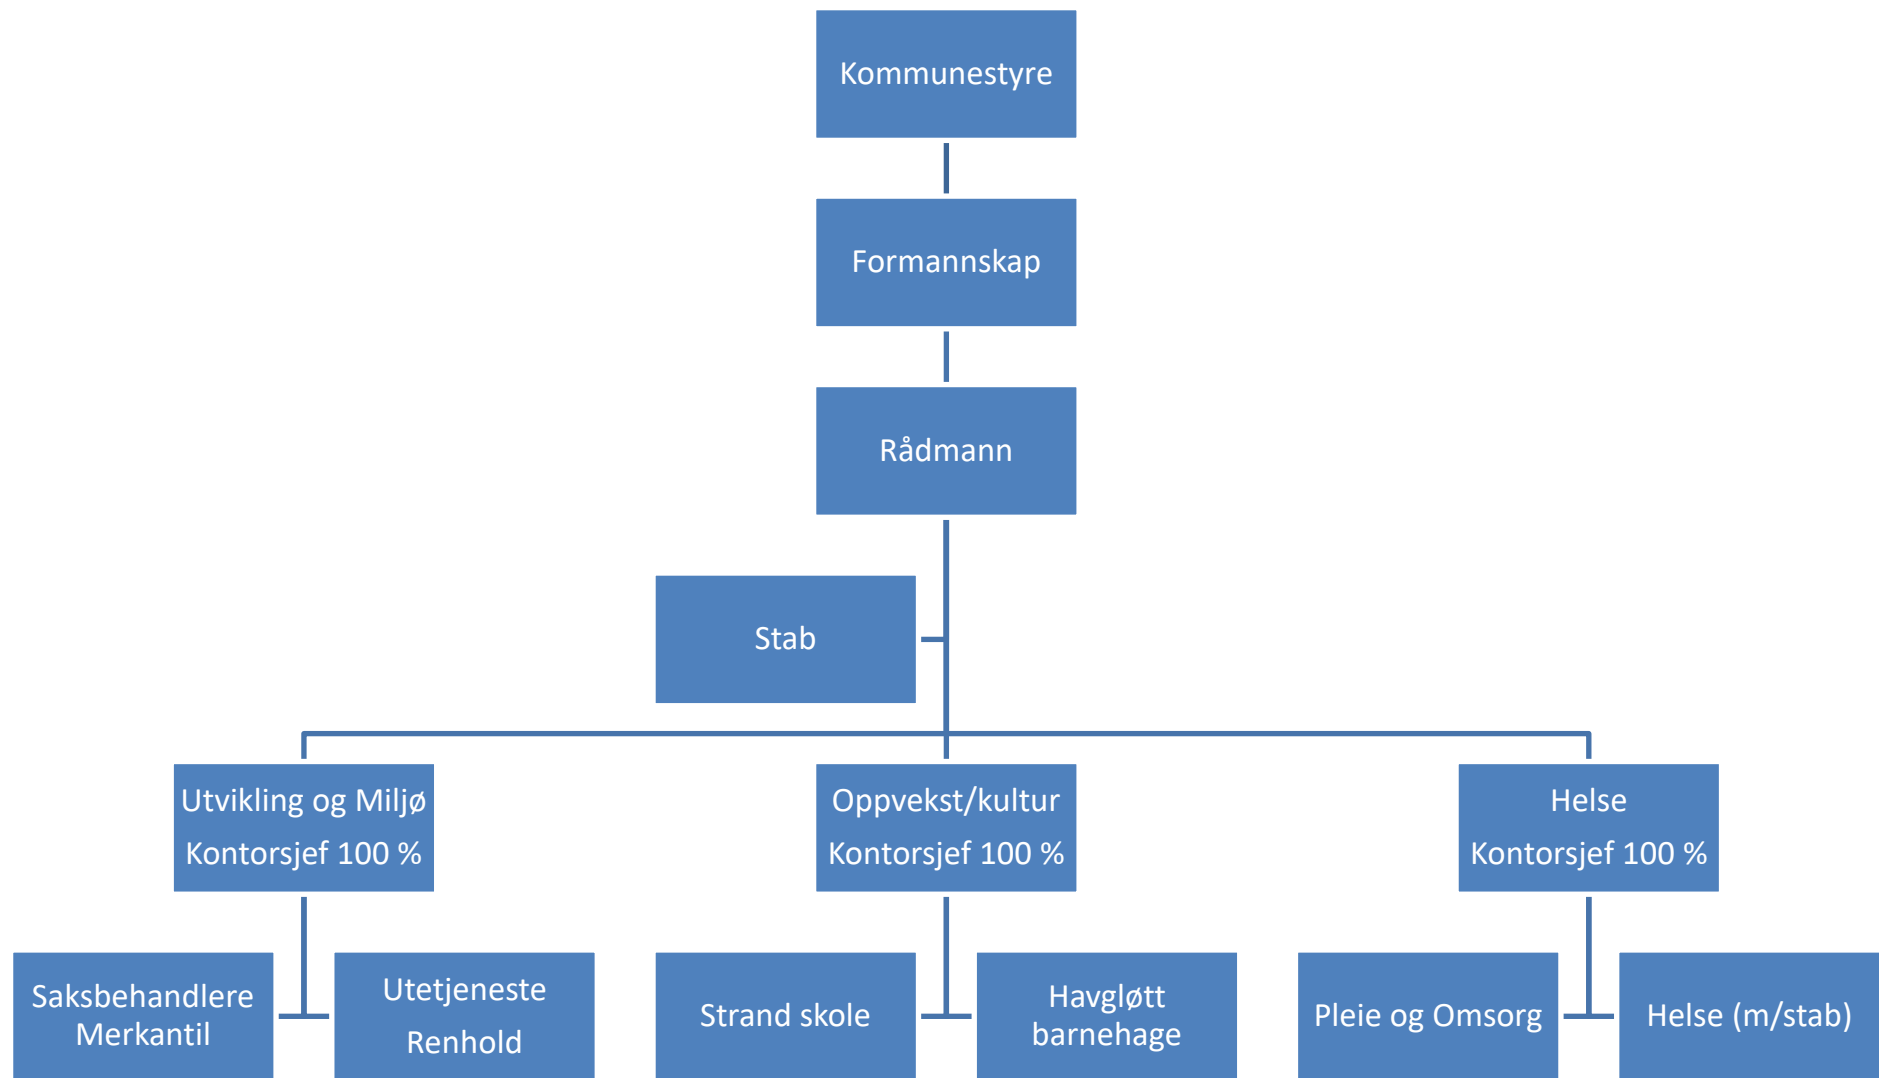 Kommunestyre
Formannskap
Rådmann
Stab
Utvikling og Miljø
Kontorsjef 100 %
Oppvekst/kultur
Kontorsjef 100 %
Helse
Kontorsjef 100 %
Saksbehandlere
Merkantil
Utetjeneste
Renhold
Strand skole
Havgløtt
barnehage
Pleie og Omsorg
Helse (m/stab)